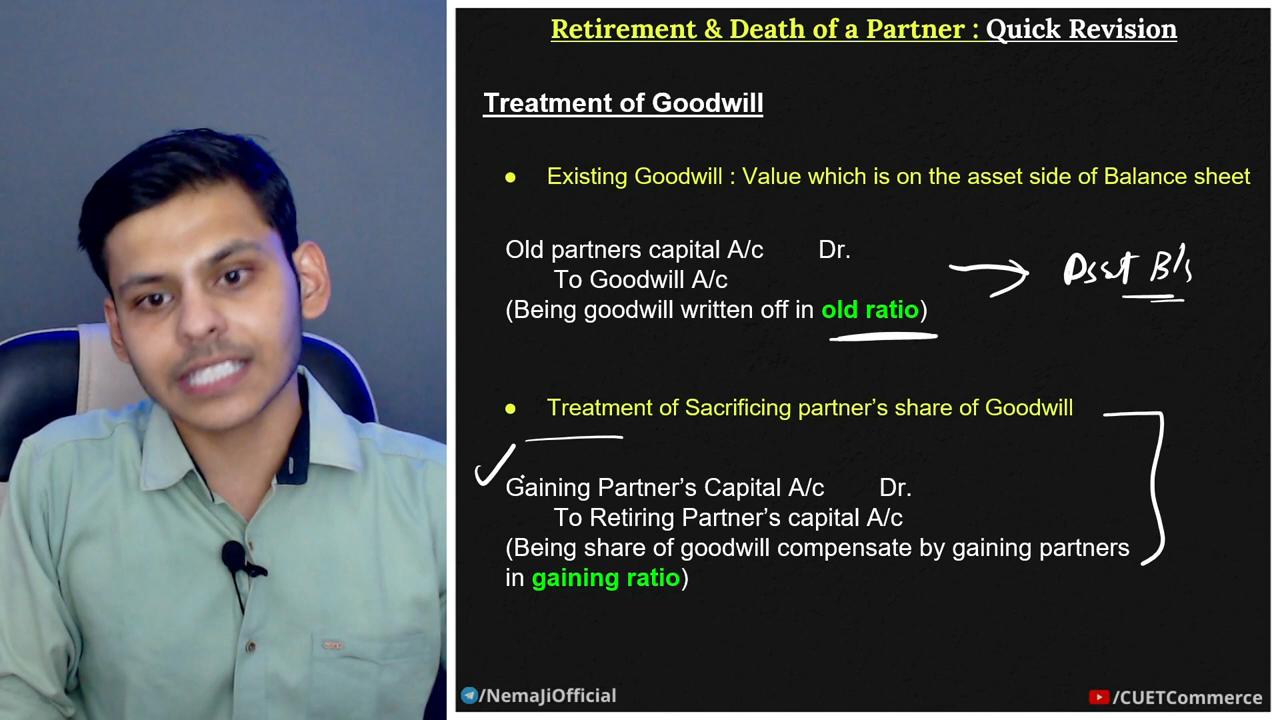 Retirement & Death of a Partner : Quick Revision
Treatment of Goodwill
● Existing Goodwill : Value which is on the asset side of Balance sheet
Old partners capital A/c Dr.
To Goodwill A/c
(Being goodwill written off in old ratio)
Asset B/s
● Treatment of Sacrificing partner's share of Goodwill
Gaining Partner's Capital A/c Dr.
To Retiring Partner's capital A/c
(Being share of goodwill compensate by gaining partners
in gaining ratio)
/NemaJiOfficial
/CUETCommerce